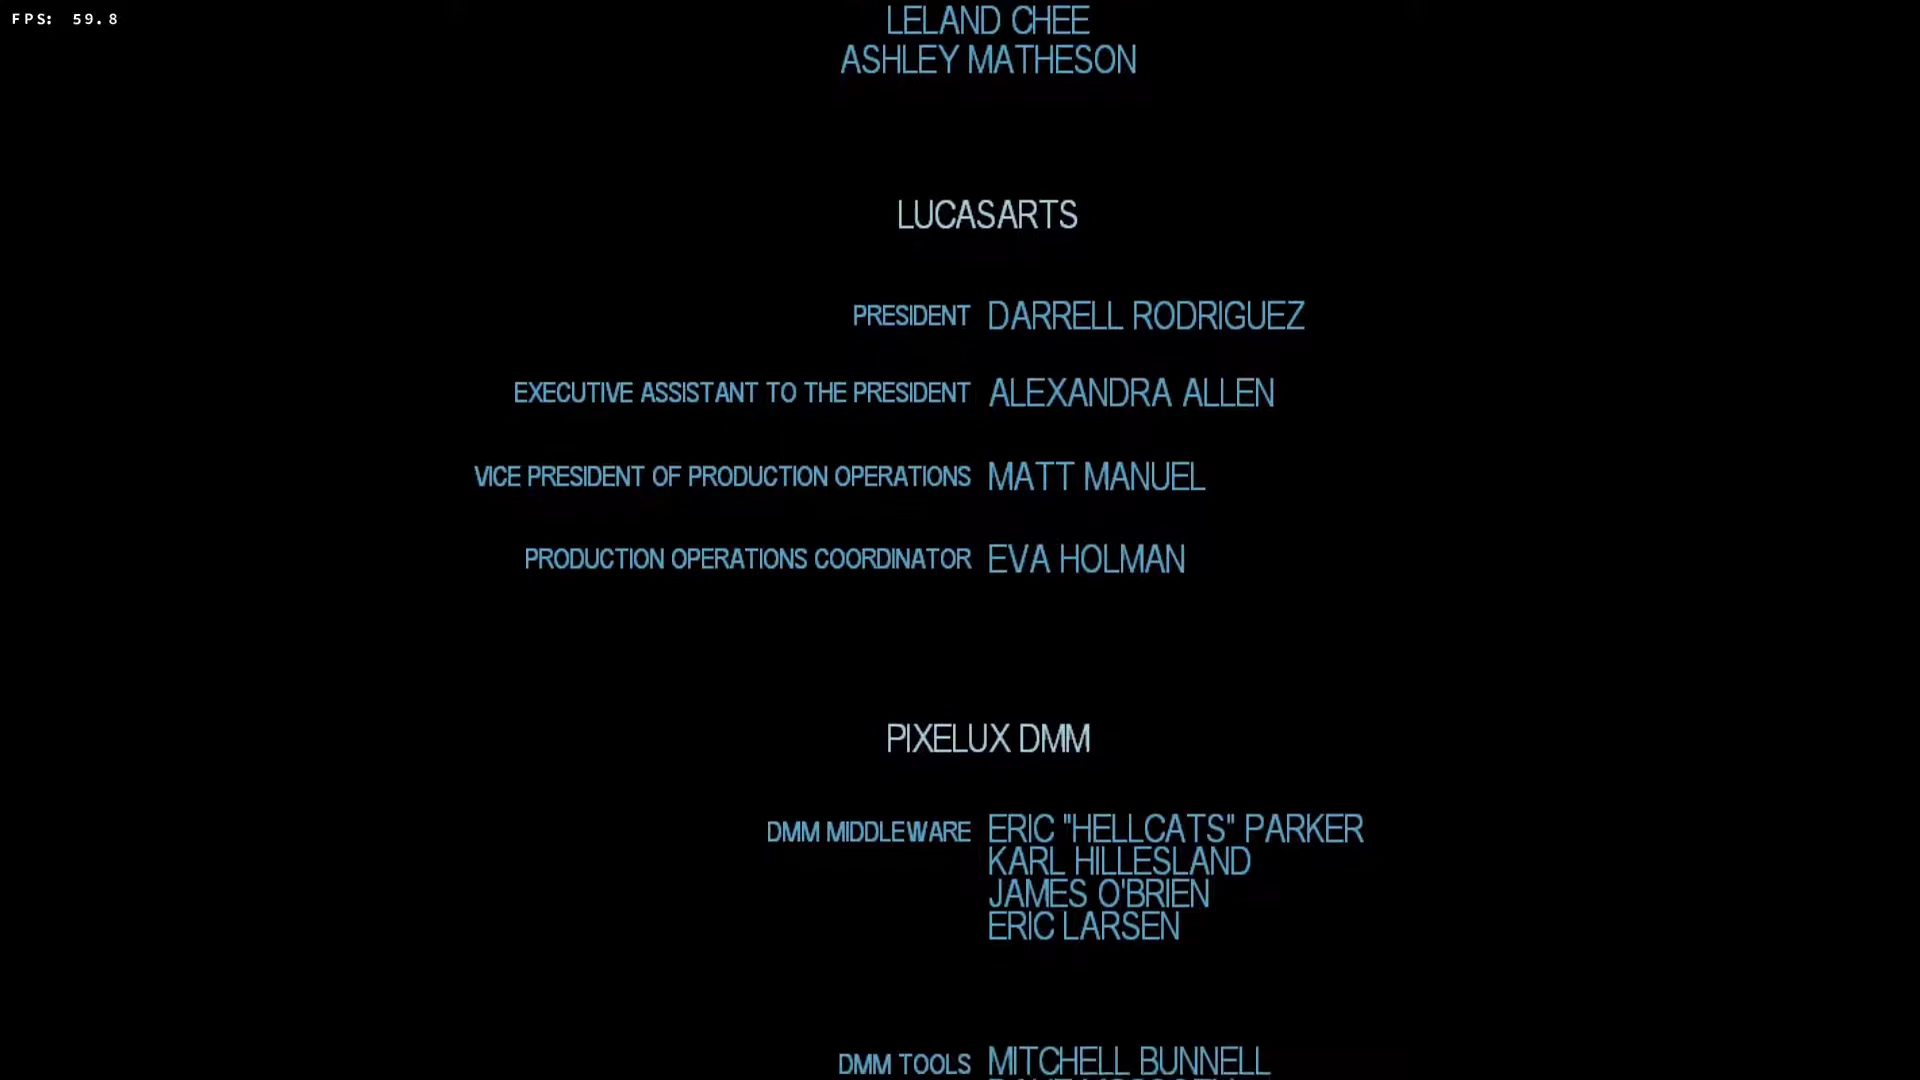 FPS: 59.8
LELAND CHEE
ASHLEY MATHESON
LUCASARTS
PRESIDENT DARRELL RODRIGUEZ
EXECUTIVE ASSISTANT TO THE PRESIDENT ALEXANDRA ALLEN
VICE PRESIDENT OF PRODUCTION OPERATIONS MATT MANUEL
PRODUCTION OPERATIONS COORDINATOR EVA HOLMAN
PIXELUX DMM
DMM MIDDLEWARE ERIC "HELLCATS" PARKER
KARL HILLESLAND
JAMES O'BRIEN
ERIC LARSEN
DMM TOOLS MITCHELL BUNNELL